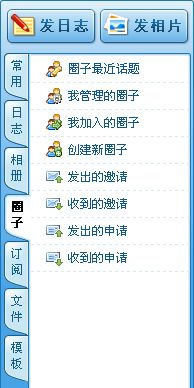 发日志 发相片
常用
日志
相册
圈子
订阅
文件
模板
圈子最近话题
我管理的圈子
我加入的圈子
创建新圈子
发出的邀请
收到的邀请
发出的申请
收到的申请